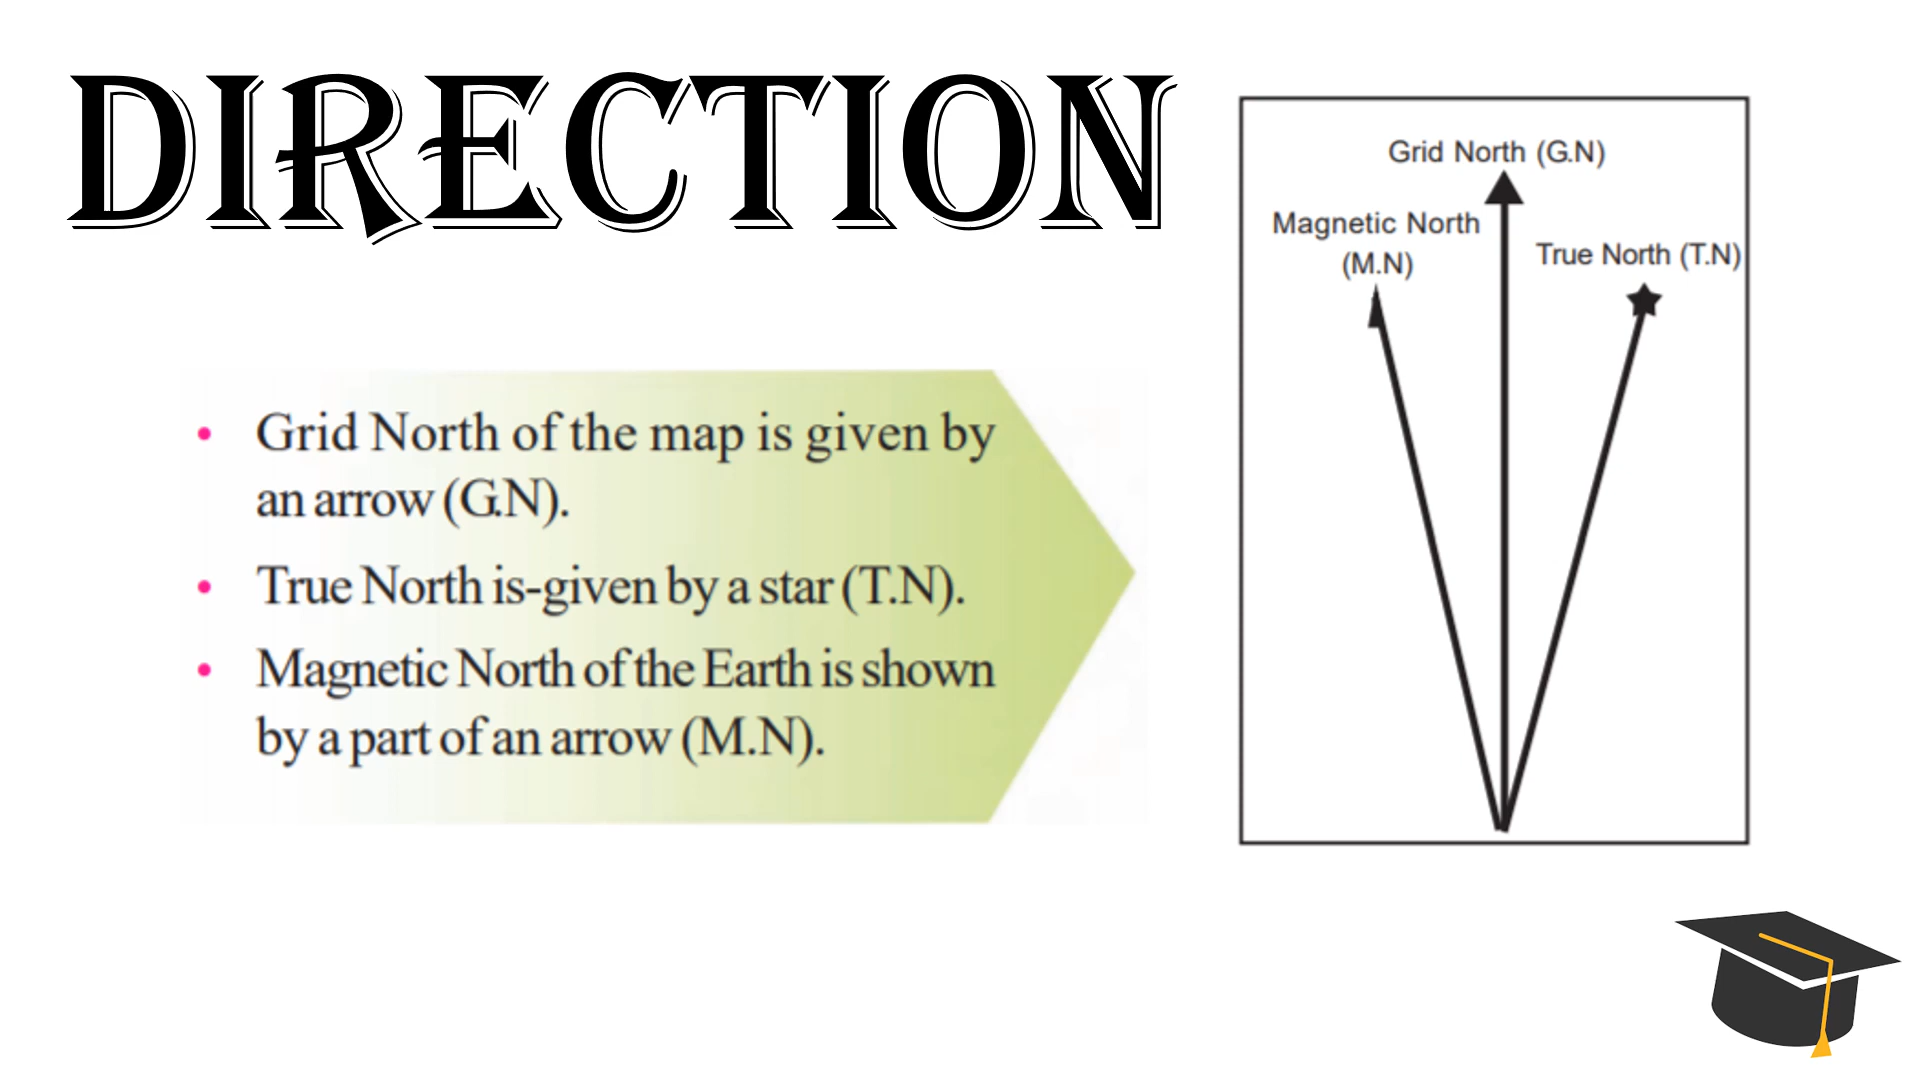 DIRECTION
Grid North of the map is given by
an arrow (G.N).
True North is-given by a star (T.N).
Magnetic North of the Earth is shown
by a part of an arrow (M.N).
Grid North (G.N)
Magnetic North
(M.N)
True North (T.N)